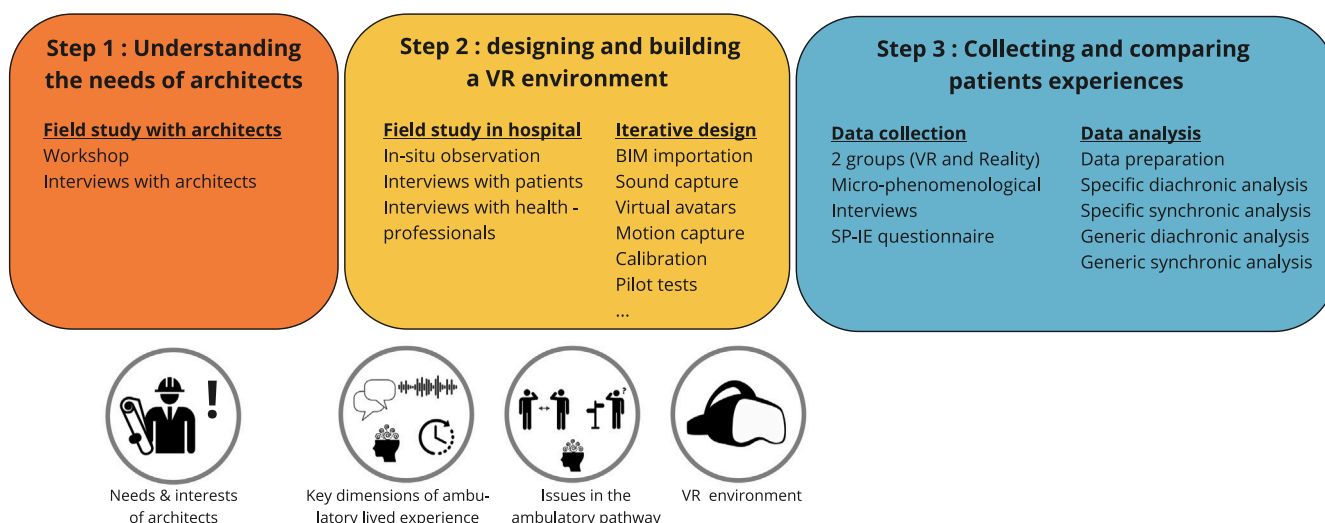 Step 1 : Understanding
the needs of architects
Field study with architects
Workshop
Interviews with architects
Step 2 : designing and building
a VR environment
Field study in hospital
In-situ observation
Interviews with patients
Interviews with health -
professionals
Iterative design
BIM importation
Sound capture
Virtual avatars
Motion capture
Calibration
Pilot tests
...
Step 3 : Collecting and comparing
patients experiences
Data collection
2 groups (VR and Reality)
Micro-phenomenological
Interviews
SP-IE questionnaire
Data analysis
Data preparation
Specific diachronic analysis
Specific synchronic analysis
Generic diachronic analysis
Generic synchronic analysis
!
?
Needs & interests
of architects
Key dimensions of ambu-
latory lived experience
Issues in the
ambulatory pathway
VR environment